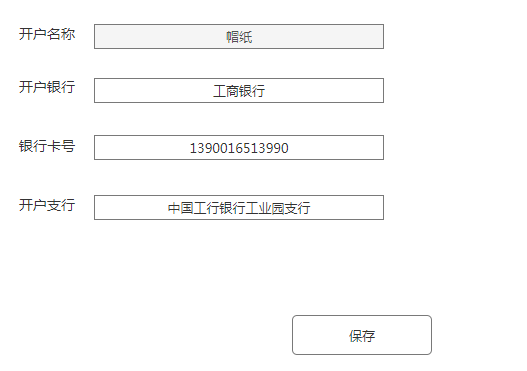 开户名称
帽纸
开户银行
工商银行
银行卡号
1390016513990
开户支行
中国工行银行工业园支行
保存